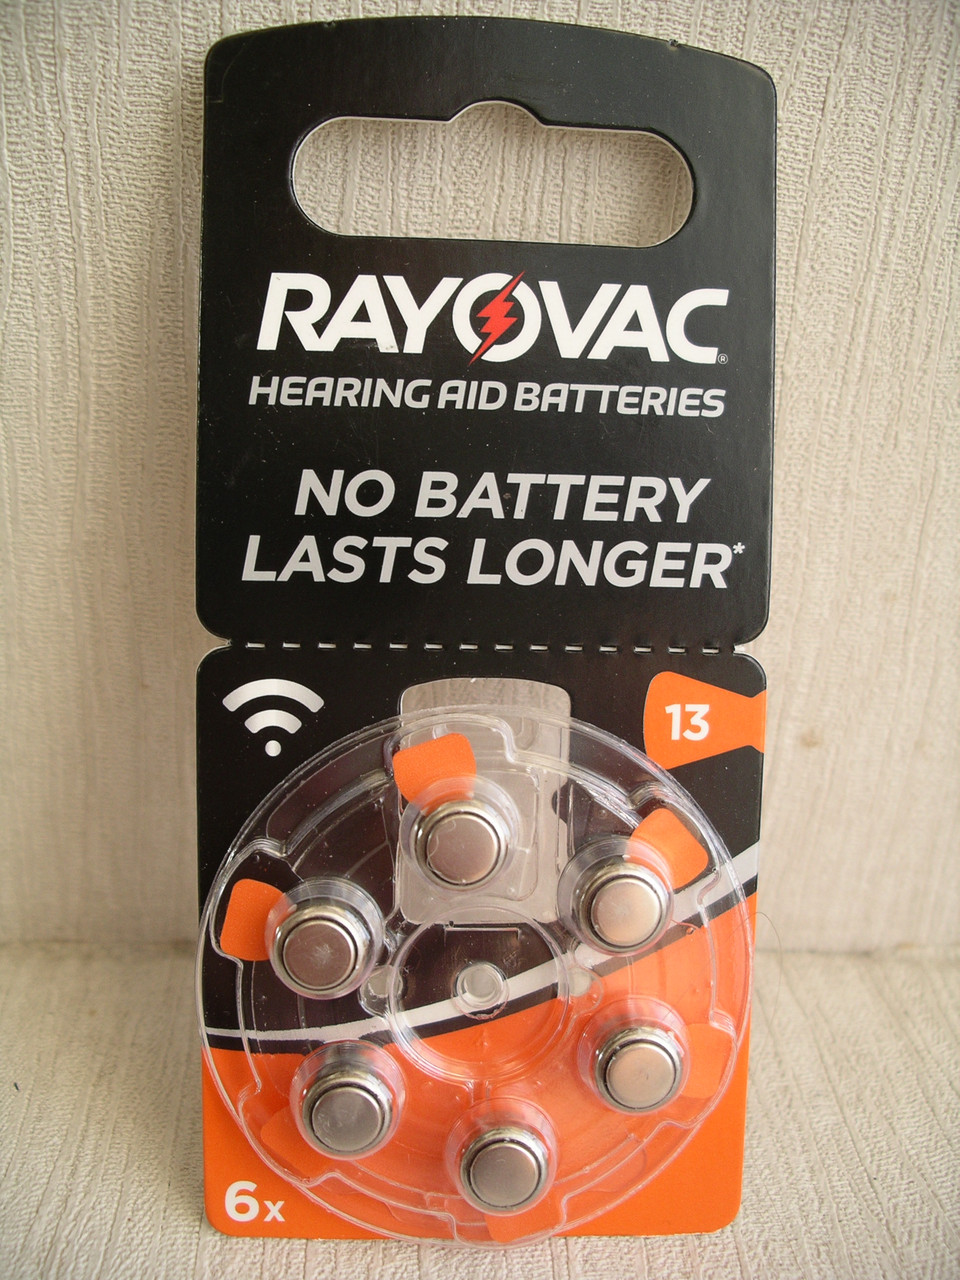 RAYOVAC®
HEARING AID BATTERIES
NO BATTERY
LASTS LONGER*
13
6x